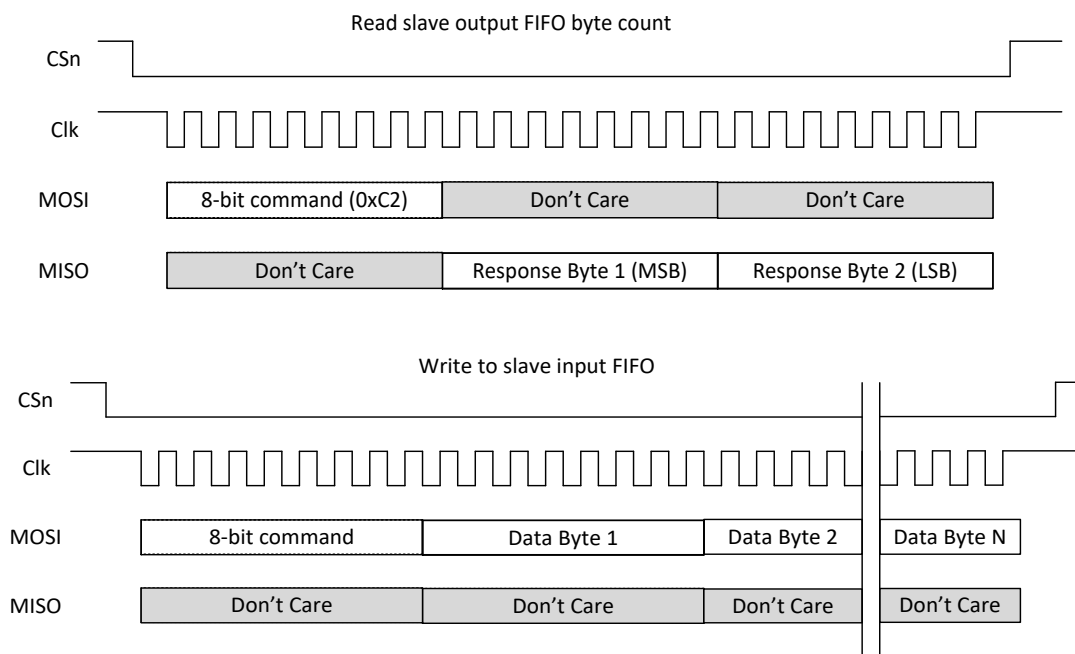 Read slave output FIFO byte count
CSn
Clk
MOSI 8-bit command (0xC2) Don't Care Don't Care
MISO Don't Care Response Byte 1 (MSB) Response Byte 2 (LSB)
Write to slave input FIFO
CSn
Clk
MOSI 8-bit command Data Byte 1 Data Byte 2 Data Byte N
MISO Don't Care Don't Care Don't Care Don't Care